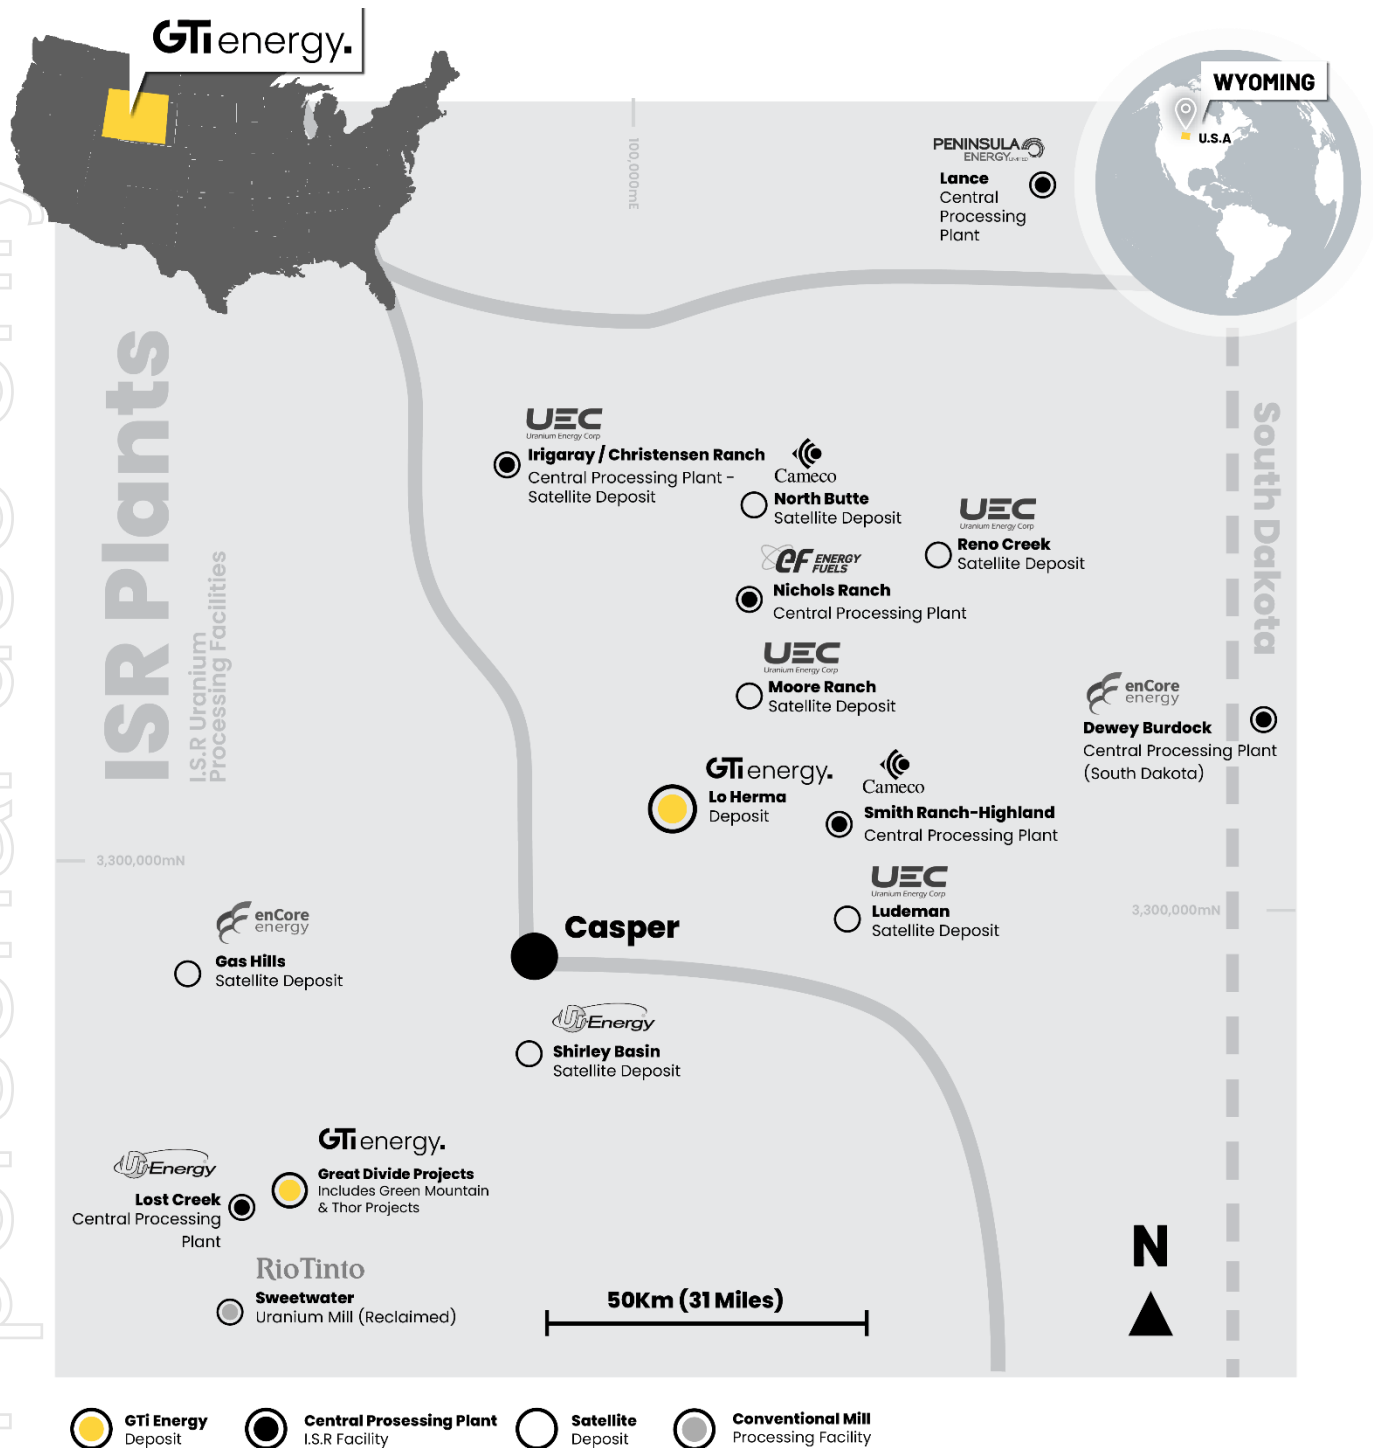 GTi energy.
WYOMING
U.S.A
100,000mE
PENINSULA
ENERGY LIMITED
Lance
Central
Processing
Plant
ISR Plants
I.S.R Uranium
Processing Facilities
South Dakota
UEC
Uranium Energy Corp
Irigaray / Christensen Ranch
Central Processing Plant -
Satellite Deposit
Cameco
North Butte
Satellite Deposit
UEC
Uranium Energy Corp
Reno Creek
Satellite Deposit
eF ENERGY
FUELS
Nichols Ranch
Central Processing Plant
UEC
Uranium Energy Corp
Moore Ranch
Satellite Deposit
enCore
energy
Dewey Burdock
Central Processing Plant
(South Dakota)
GTi energy.
Lo Herma
Deposit
Cameco
Smith Ranch-Highland
Central Processing Plant
3,300,000mN
UEC
Uranium Energy Corp
Ludeman
Satellite Deposit
3,300,000mN
enCore
energy
Gas Hills
Satellite Deposit
Casper
Ur Energy
Shirley Basin
Satellite Deposit
GTi energy.
Great Divide Projects
Includes Green Mountain
& Thor Projects
Ur Energy
Lost Creek
Central Processing
Plant
RioTinto
Sweetwater
Uranium Mill (Reclaimed)
50Km (31 Miles)
N
GTi Energy
Deposit
Central Prosessing Plant
I.S.R Facility
Satellite
Deposit
Conventional Mill
Processing Facility